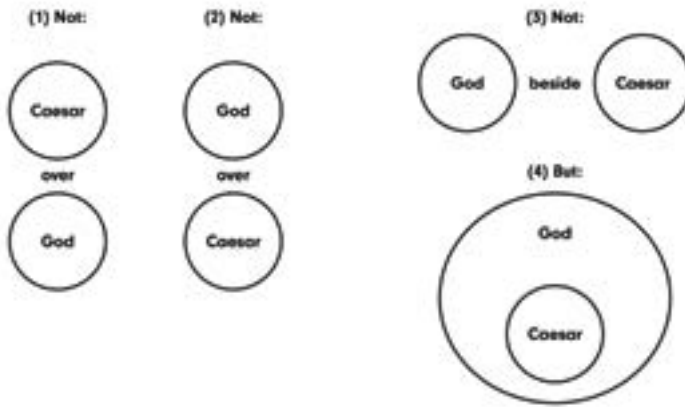 (1) Not:
Caesar
over
God
(2) Not:
God
over
Caesar
(3) Not:
God beside Caesar
(4) But:
God
Caesar